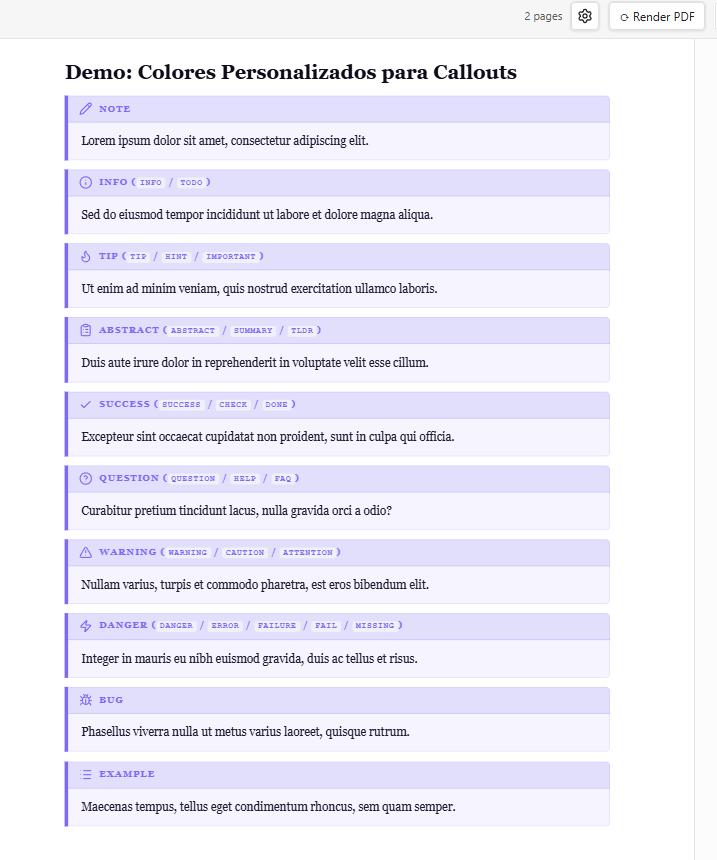 2 pages
Render PDF
Demo: Colores Personalizados para Callouts
NOTE
Lorem ipsum dolor sit amet, consectetur adipiscing elit.
INFO ( INFO / TODO )
Sed do eiusmod tempor incididunt ut labore et dolore magna aliqua.
TIP ( TIP / HINT / IMPORTANT )
Ut enim ad minim veniam, quis nostrud exercitation ullamco laboris.
ABSTRACT ( ABSTRACT / SUMMARY / TLDR )
Duis aute irure dolor in reprehenderit in voluptate velit esse cillum.
SUCCESS ( SUCCESS / CHECK / DONE )
Excepteur sint occaecat cupidatat non proident, sunt in culpa qui officia.
QUESTION ( QUESTION / HELP / FAQ )
Curabitur pretium tincidunt lacus, nulla gravida orci a odio?
WARNING ( WARNING / CAUTION / ATTENTION )
Nullam varius, turpis et commodo pharetra, est eros bibendum elit.
DANGER ( DANGER / ERROR / FAILURE / FAIL / MISSING )
Integer in mauris eu nibh euismod gravida, duis ac tellus et risus.
BUG
Phasellus viverra nulla ut metus varius laoreet, quisque rutrum.
EXAMPLE
Maecenas tempus, tellus eget condimentum rhoncus, sem quam semper.